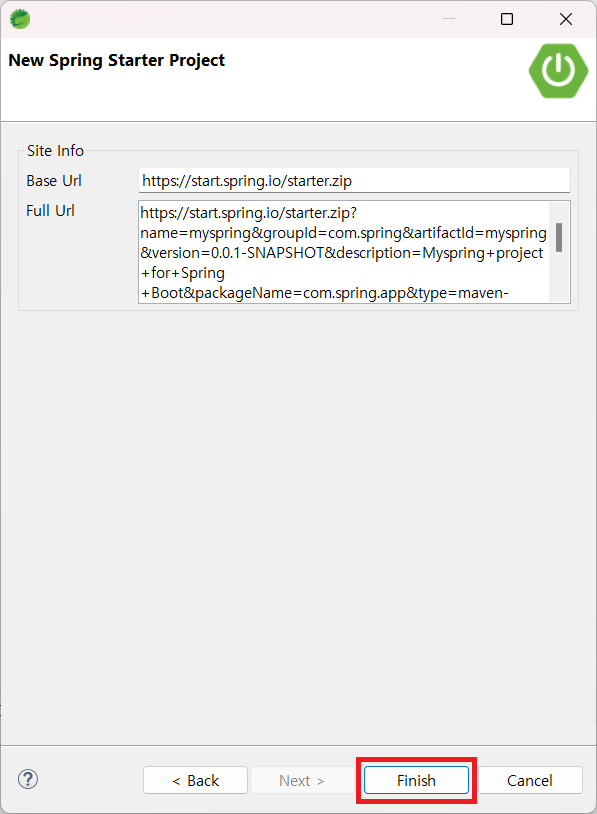 New Spring Starter Project
Site Info
Base Url
https://start.spring.io/starter.zip
Full Url
https://start.spring.io/starter.zip?
name=myspring&groupId=com.spring&artifactId=myspring
&version=0.0.1-SNAPSHOT&description=Myspring+project
+for+Spring
+Boot&packageName=com.spring.app&type=maven-
< Back
Next >
Finish
Cancel